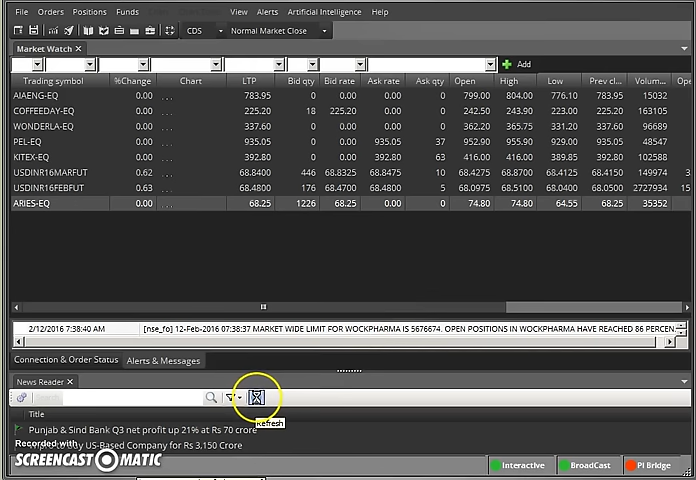 File Orders Positions Funds View Alerts Artificial Intelligence Help
CDS Normal Market Close
Market Watch
Add
Trading symbol %Change Chart LTP Bid qty Bid rate Ask rate Ask qty Open High Low Prev cl... Volum... Ope
AIAENG-EQ 0.00 ... 783.95 0 0.00 0.00 0 799.00 804.00 776.10 783.95 15032
COFFEEDAY-EQ 0.00 ... 225.20 18 225.20 0.00 0 242.50 243.90 223.00 225.20 163105
WONDERLA-EQ 0.00 ... 337.60 0 0.00 0.00 0 362.20 365.75 331.20 337.60 96689
PEL-EQ 0.00 ... 935.05 0 0.00 935.05 37 952.90 955.90 929.00 935.05 48547
KITEX-EQ 0.00 ... 392.80 0 0.00 392.80 63 416.00 416.00 389.85 392.80 102588
USDINR16MARFUT 0.62 ... 68.8400 446 68.8325 68.8475 10 68.4275 68.8700 68.4125 68.4150 149974 3
USDINR16FEBFUT 0.63 ... 68.4800 176 68.4700 68.4800 5 68.0975 68.5100 68.0400 68.0500 2727934 15
ARIES-EQ 0.00 ... 68.25 1226 68.25 0.00 0 74.80 74.80 64.55 68.25 35352
2/12/2016 7:38:40 AM [nse_fo] 12-Feb-2016 07:38:37 MARKET WIDE LIMIT FOR WOCKPHARMA IS 5676674. OPEN POSITIONS IN WOCKPHARMA HAVE REACHED 86 PERCEN
Connection & Order Status Alerts & Messages
News Reader
Search
Refresh
Title
Punjab & Sind Bank Q3 net profit up 21% at Rs 70 crore
Buy US-Based Company for Rs 3,150 Crore
Recorded with
SCREENCAST-O-MATIC
Interactive BroadCast PI Bridge